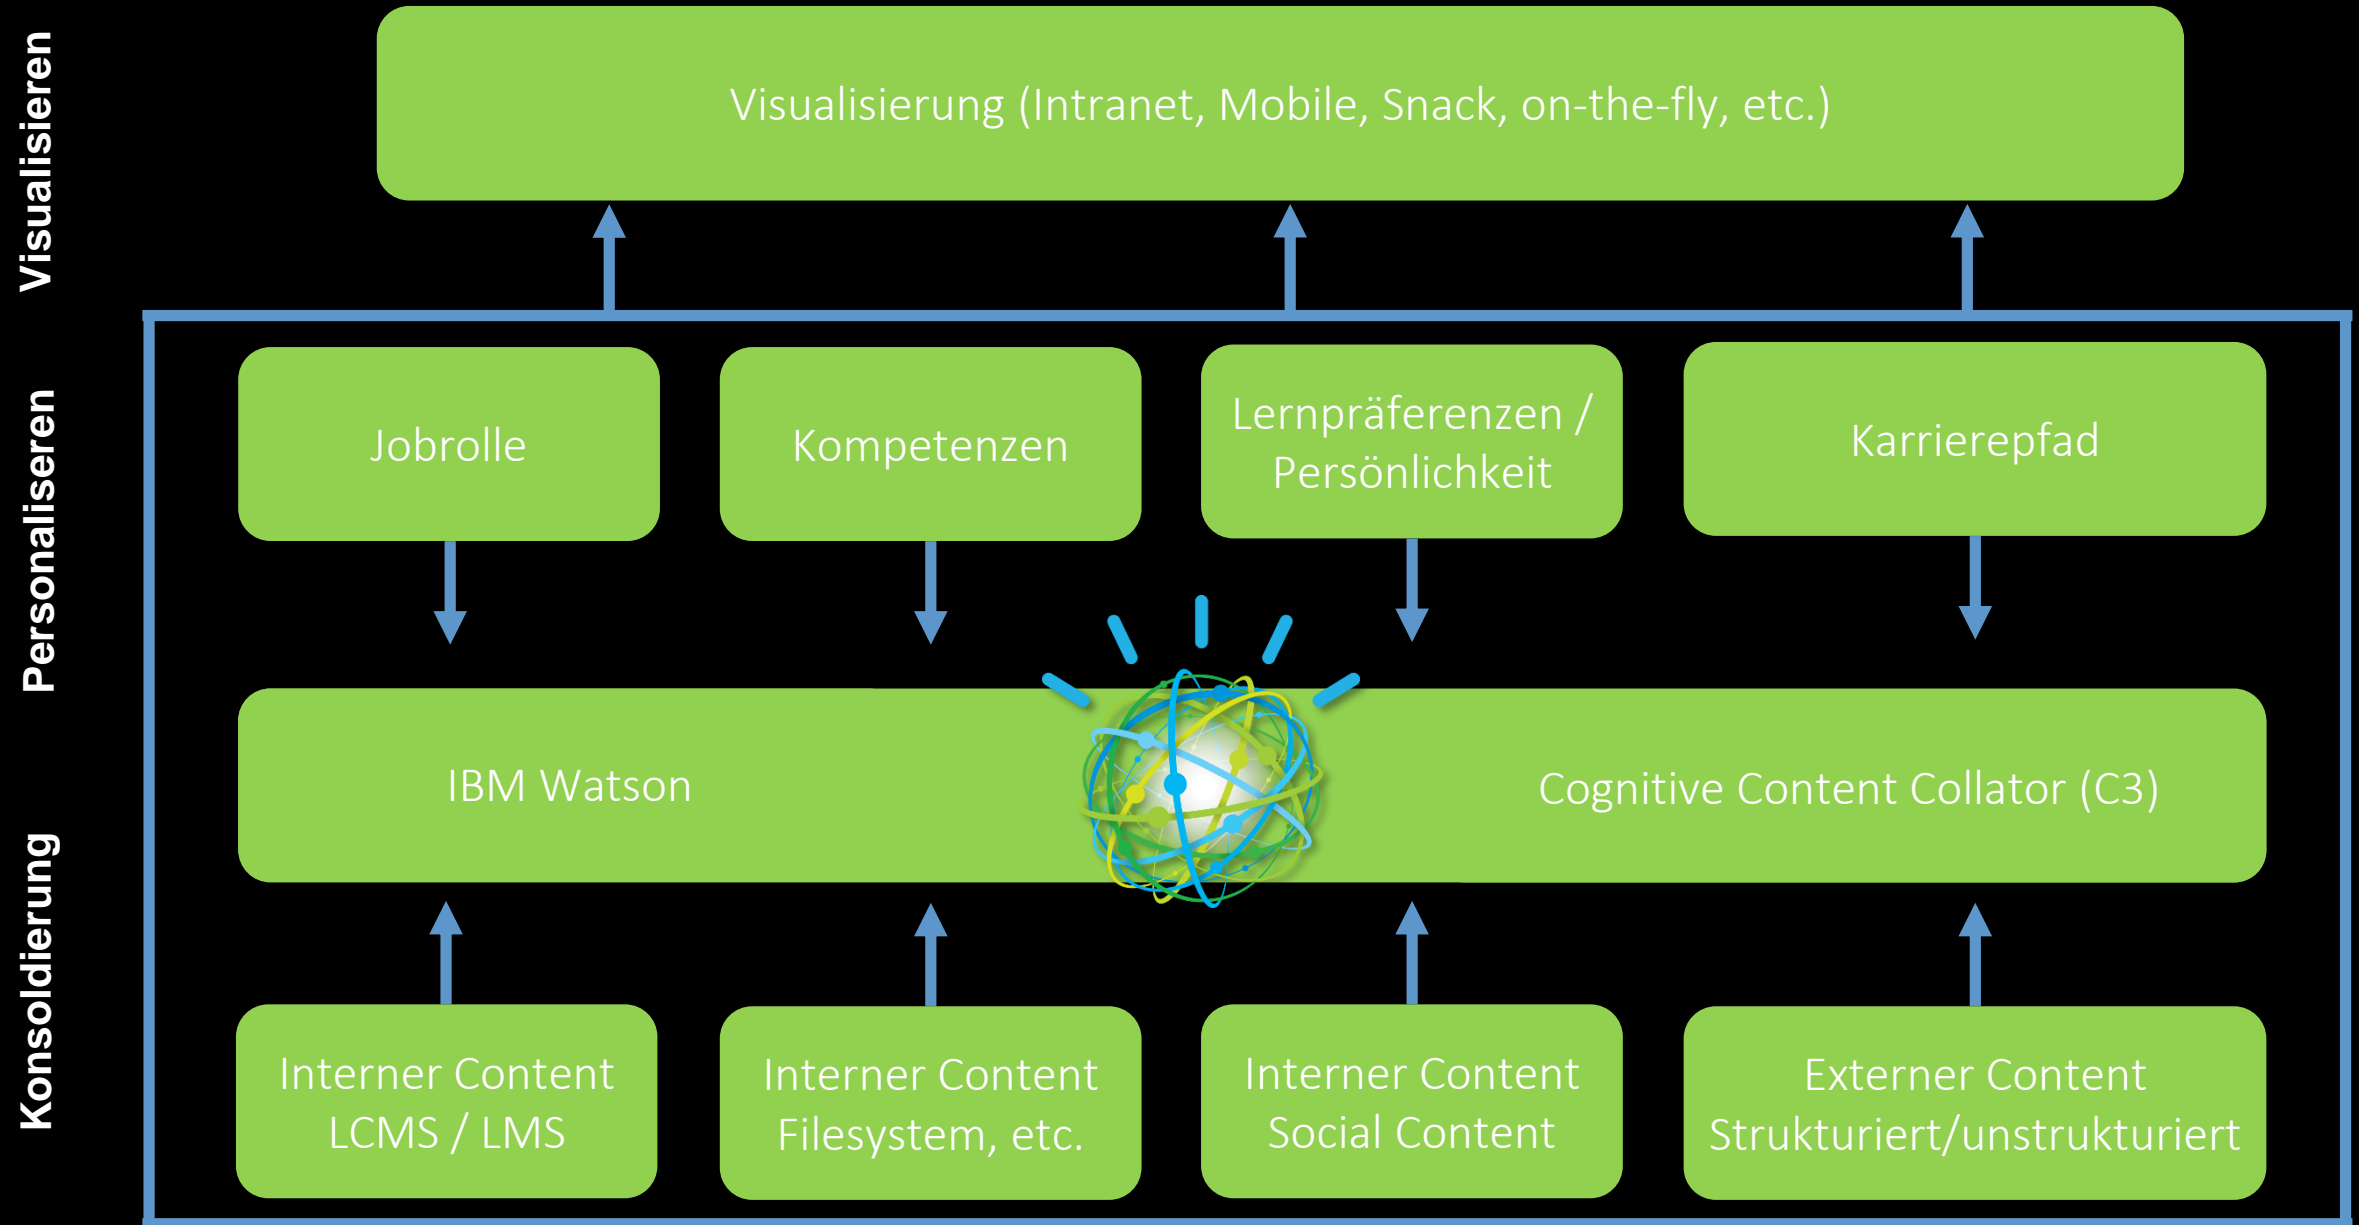 Visualisieren
Visualisierung (Intranet, Mobile, Snack, on-the-fly, etc.)
Personaliseren
Jobrolle
Kompetenzen
Lernpräferenzen /
Persönlichkeit
Karrierepfad
IBM Watson
Cognitive Content Collator (C3)
Konsoldierung
Interner Content
LCMS / LMS
Interner Content
Filesystem, etc.
Interner Content
Social Content
Externer Content
Strukturiert/unstrukturiert